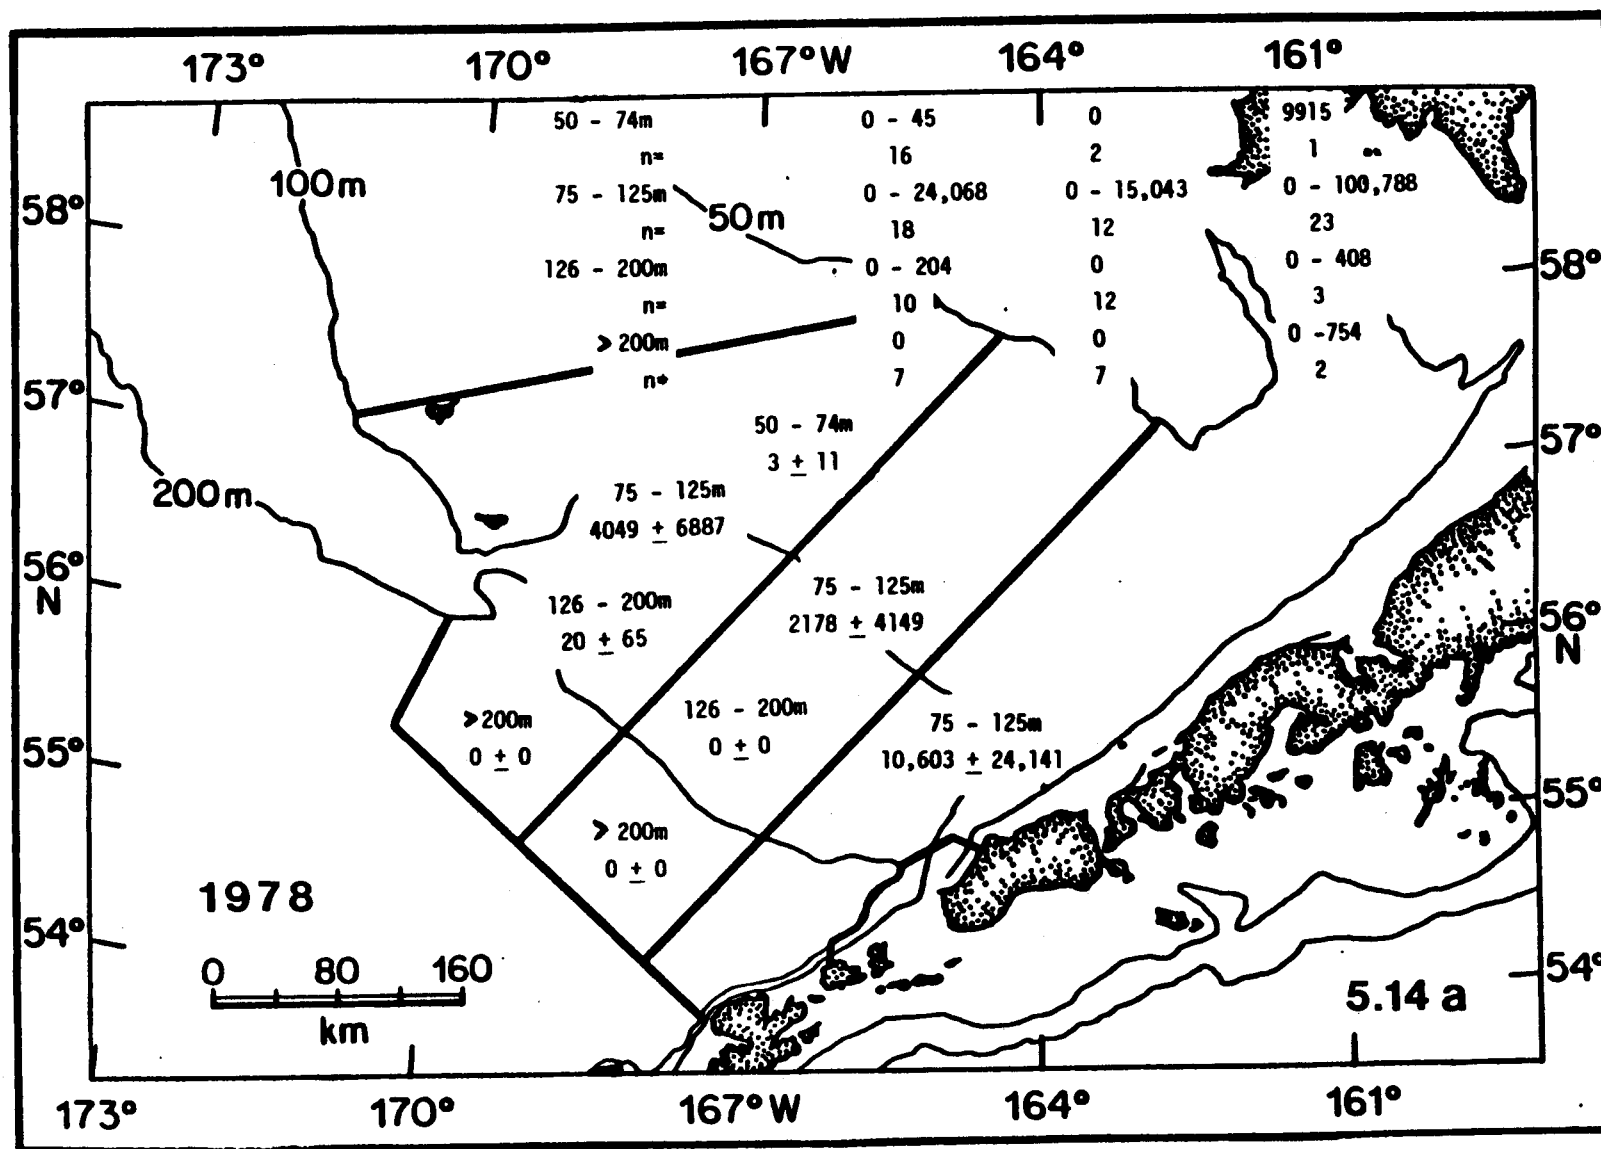 173° 170° 167°W 164° 161°
50 - 74m 0 - 45 0 9915
n= 16 2 1
100m
75 - 125m 0 - 24,068 0 - 15,043 0 - 100,788
58° 50m
n= 18 12 23
126 - 200m 0 - 204 0 0 - 408
58°
n= 10 12 3
>200m 0 0 0 -754
n= 7 7 2
57°
50 - 74m
57°
3 ± 11
200m
75 - 125m
4049 ± 6887
56°
N
75 - 125m
126 - 200m
2178 ± 4149
56°
N
20 ± 65
126 - 200m
>200m
75 - 125m
0 ± 0
55°
0 ± 0
10,603 ± 24,141
55°
>200m
0 ± 0
1978
54°
0 80 160
km
54°
5.14 a
173° 170° 167°W 164° 161°